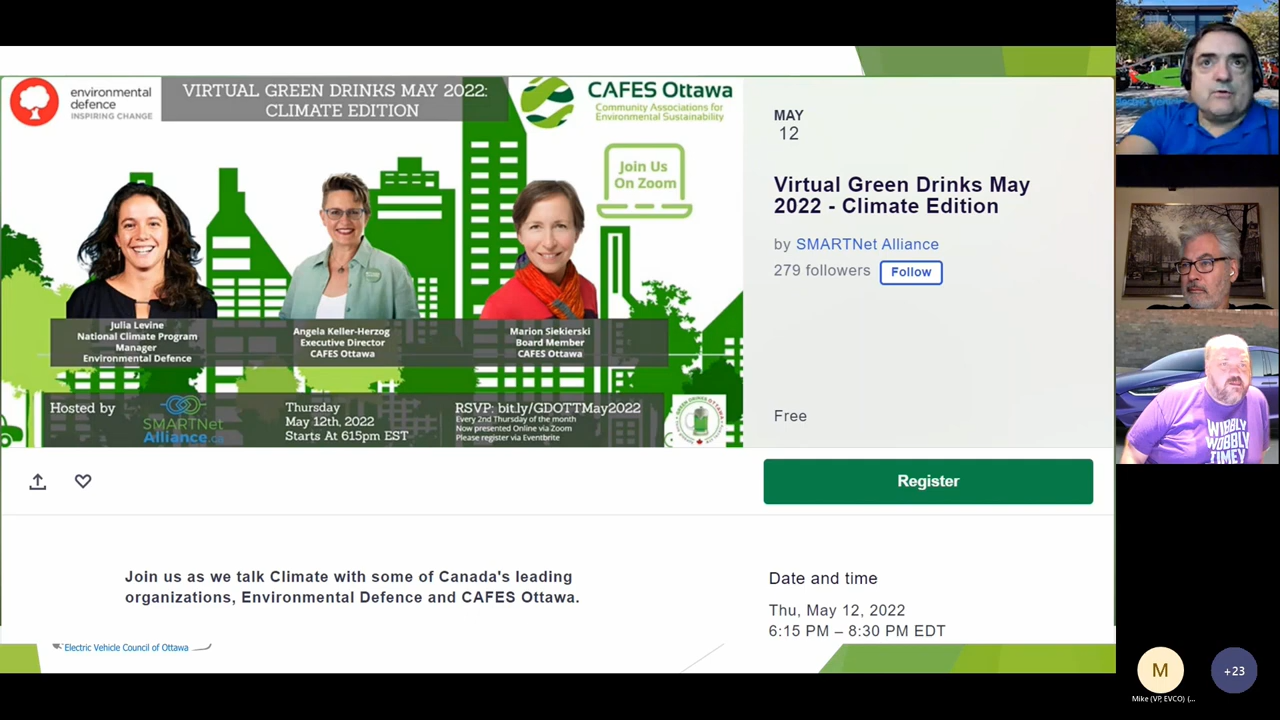 environmental
defence
INSPIRING CHANGE
VIRTUAL GREEN DRINKS MAY 2022:
CLIMATE EDITION
CAFES Ottawa
Community Associations for
Environmental Sustainability
Join Us
On Zoom
Julia Levine
National Climate Program
Manager
Environmental Defence
Angela Keller-Herzog
Executive Director
CAFES Ottawa
Marion Siekierski
Board Member
CAFES Ottawa
Hosted by
SMARTNet
Alliance.ca
Thursday
May 12th, 2022
Starts At 615pm EST
RSVP: bit.ly/GDOTTMay2022
Every 2nd Thursday of the month
Now presented Online via Zoom
Please register via Eventbrite
MAY
12
Virtual Green Drinks May
2022 - Climate Edition
by SMARTNet Alliance
279 followers
Follow
Free
Register
Join us as we talk Climate with some of Canada's leading
organizations, Environmental Defence and CAFES Ottawa.
Date and time
Thu, May 12, 2022
6:15 PM – 8:30 PM EDT
Electric Vehicle Council of Ottawa
WIBBLY
WOBBLY
TIMEY
M
+23
Mike (VP, EVCO) (...